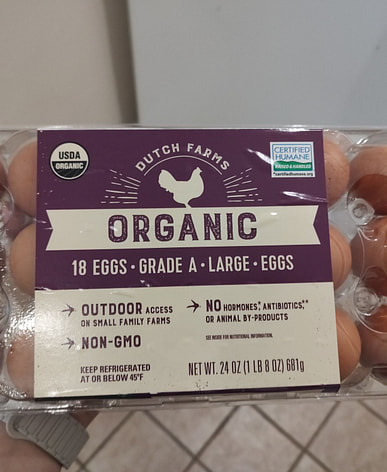 USDA
ORGANIC
DUTCH FARMS
CERTIFIED
HUMANE
RAISED & HANDLED
®certifiedhumane.org
ORGANIC
18 EGGS • GRADE A • LARGE • EGGS
OUTDOOR ACCESS
ON SMALL FAMILY FARMS
NON-GMO
NO HORMONES*, ANTIBIOTICS,**
OR ANIMAL BY-PRODUCTS
SEE INSIDE FOR NUTRITIONAL INFORMATION.
KEEP REFRIGERATED
AT OR BELOW 45°F
NET WT. 24 OZ (1 LB 8 OZ) 681g